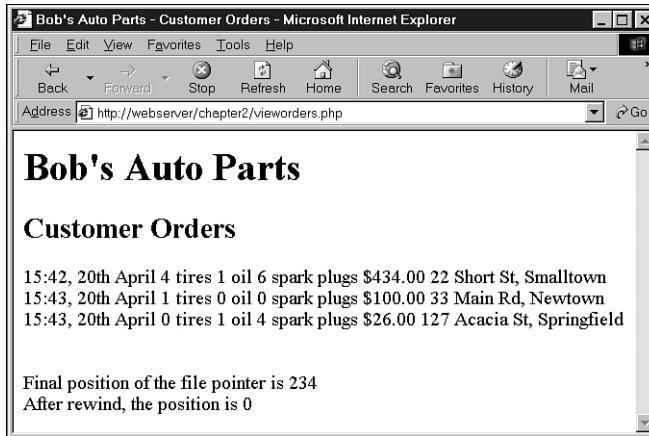 Bob's Auto Parts - Customer Orders - Microsoft Internet Explorer
File Edit View Favorites Tools Help
Back Forward Stop Refresh Home Search Favorites History Mail
Address http://webserver/chapter2/vieworders.php Go
Bob's Auto Parts
Customer Orders
15:42, 20th April 4 tires 1 oil 6 spark plugs $434.00 22 Short St, Smalltown
15:43, 20th April 1 tires 0 oil 0 spark plugs $100.00 33 Main Rd, Newtown
15:43, 20th April 0 tires 1 oil 4 spark plugs $26.00 127 Acacia St, Springfield
Final position of the file pointer is 234
After rewind, the position is 0